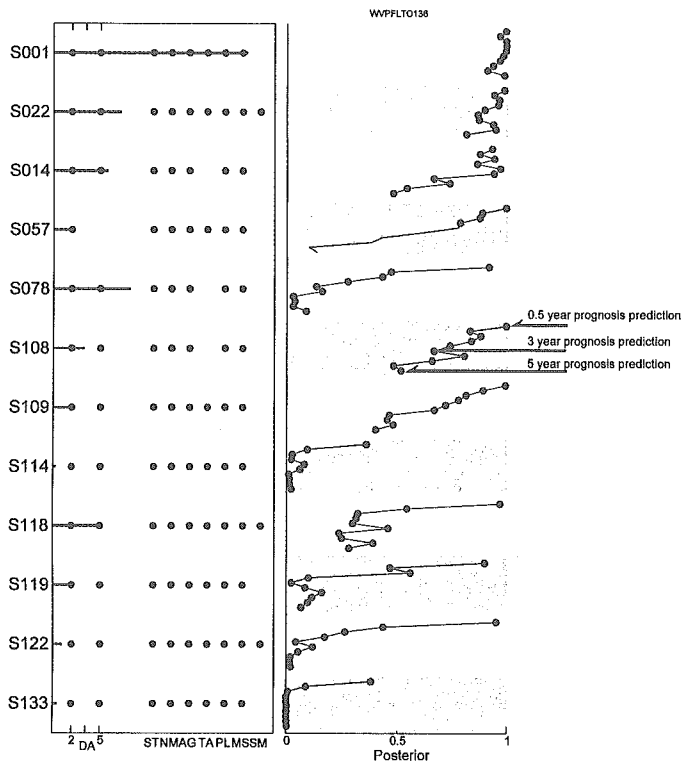 WVPFLTO136
S001
S022
S014
S057
S078
0.5 year prognosis prediction
S108
3 year prognosis prediction
5 year prognosis prediction
S109
S114
S118
S119
S122
S133
2 DA 5 STNMAGTAPLMSSM
0 0.5 1
Posterior